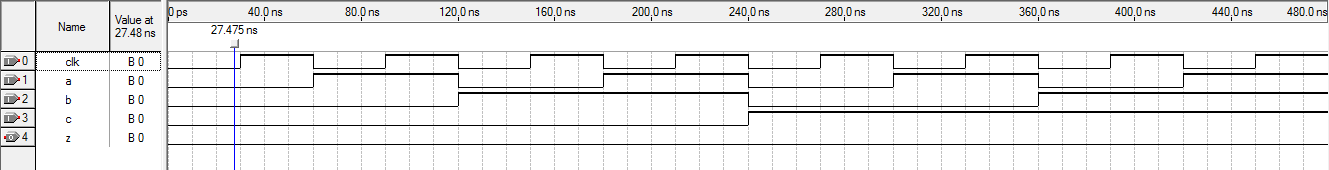 Name
Value at
27.48 ns
0 ps 40.0 ns 80.0 ns 120.0 ns 160.0 ns 200.0 ns 240.0 ns 280.0 ns 320.0 ns 360.0 ns 400.0 ns 440.0 ns 480.0 ns
27.475 ns
0 clk B 0
1 a B 0
2 b B 0
3 c B 0
4 z B 0